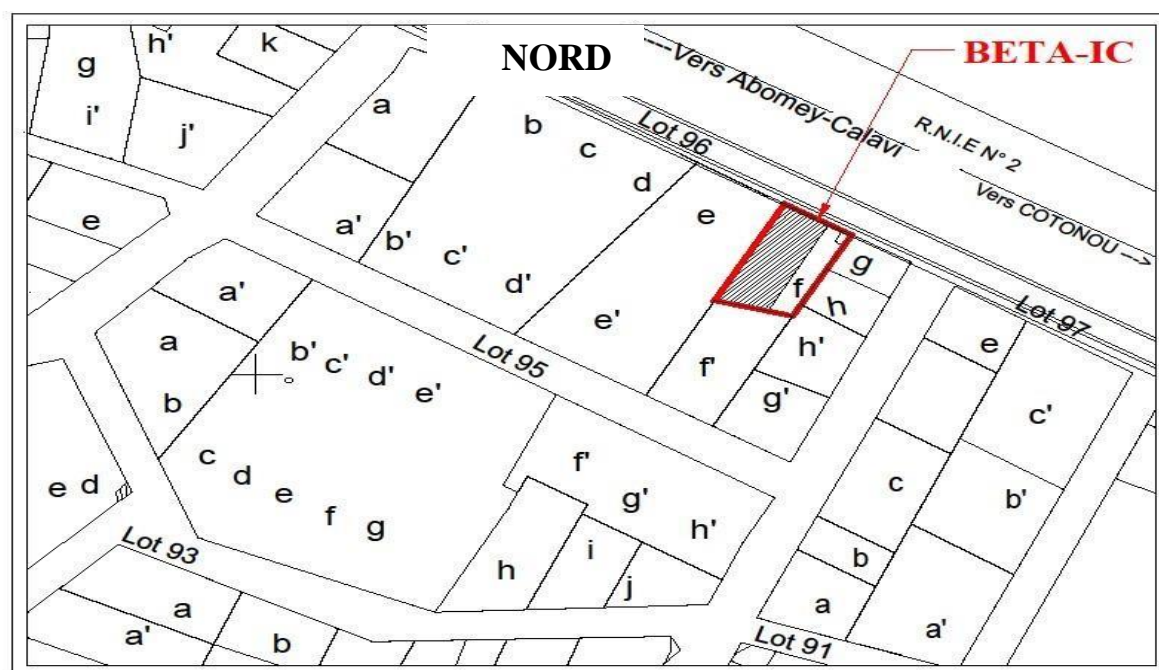 NORD
BETA-IC
----Vers Abomey-Calavi
R.N.I.E N° 2
Vers COTONOU --->
Lot 96
Lot 97
g
h'
k
i'
j'
a
b
c
d
e
a'
b'
c'
d'
e'
f
g
h
f'
h'
g'
e
Lot 95
a'
a
b
b'
c'
d'
e'
c
d
e
f
g
f'
g'
h'
h
i
j
e
c'
c
b'
b
a
a'
e d
Lot 93
a
a'
b
Lot 91